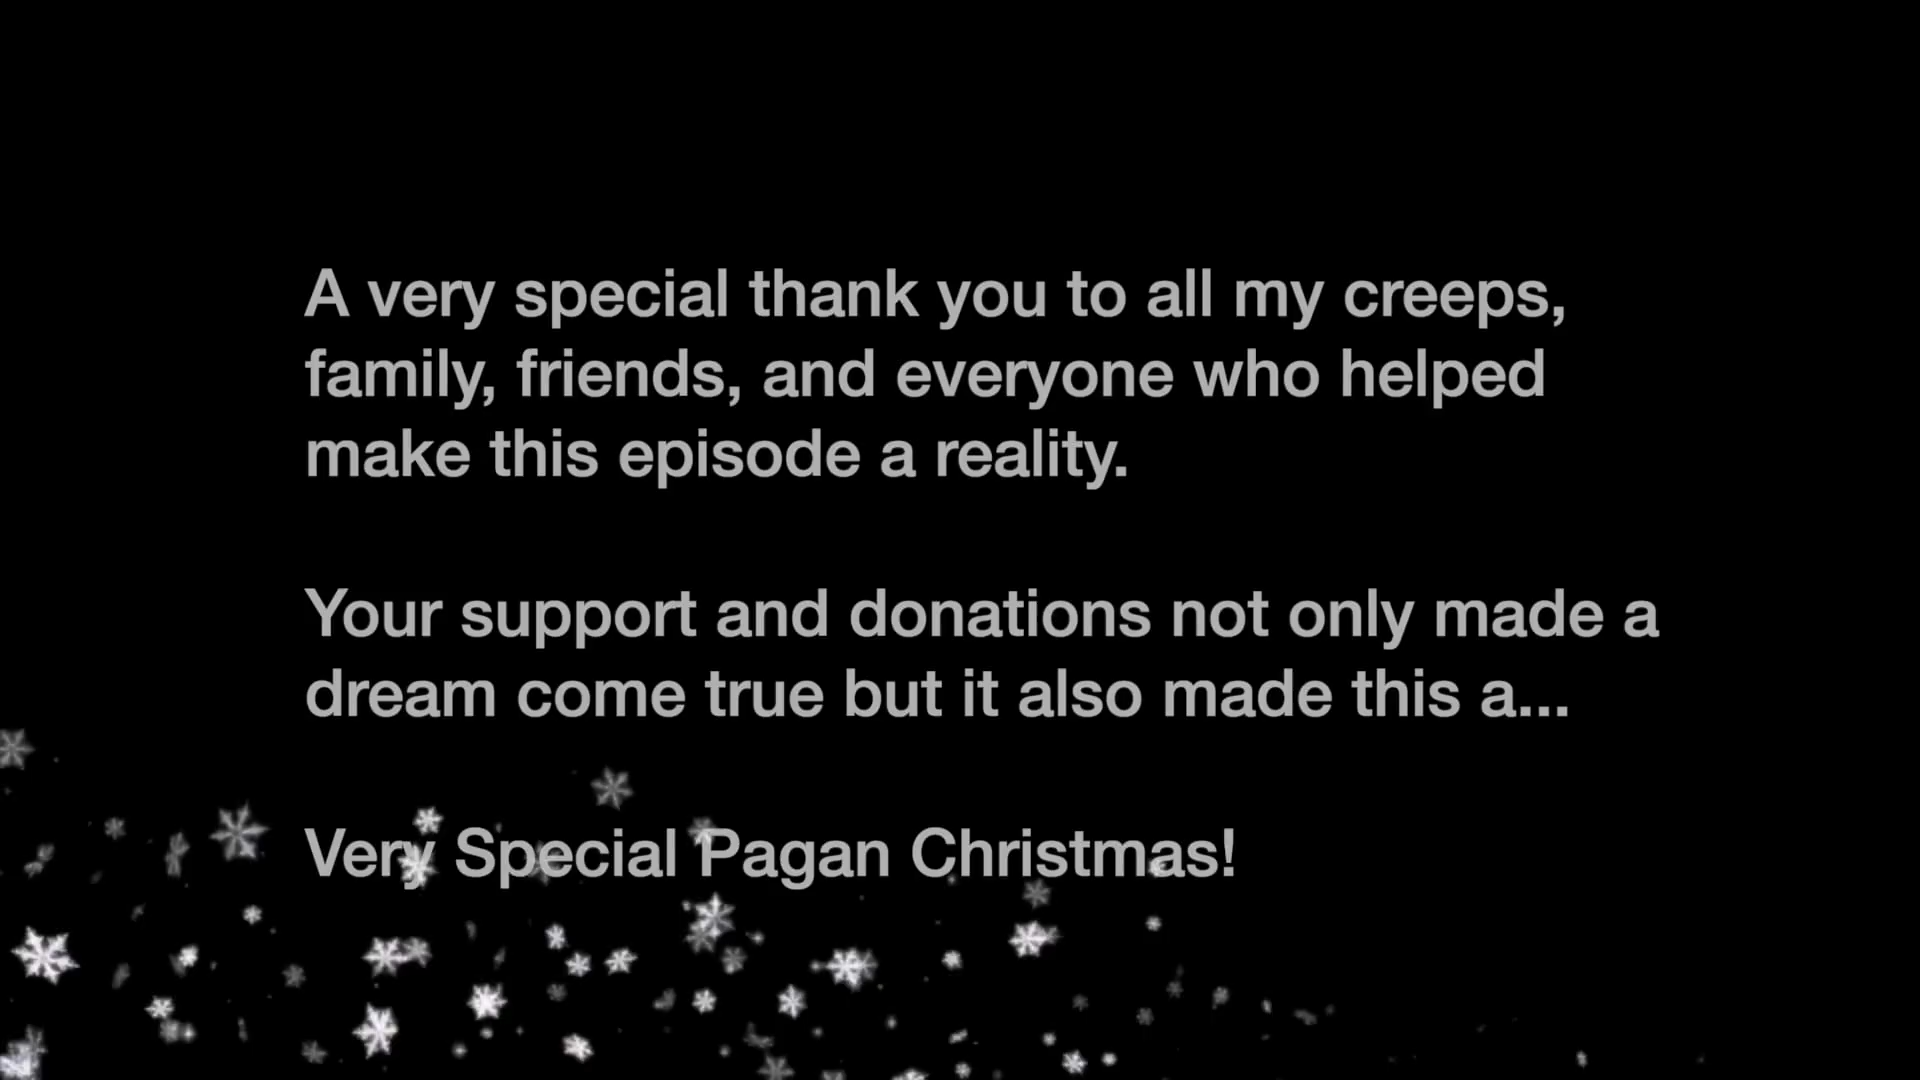 A very special thank you to all my creeps,
family, friends, and everyone who helped
make this episode a reality.
Your support and donations not only made a
dream come true but it also made this a...
Very Special Pagan Christmas!